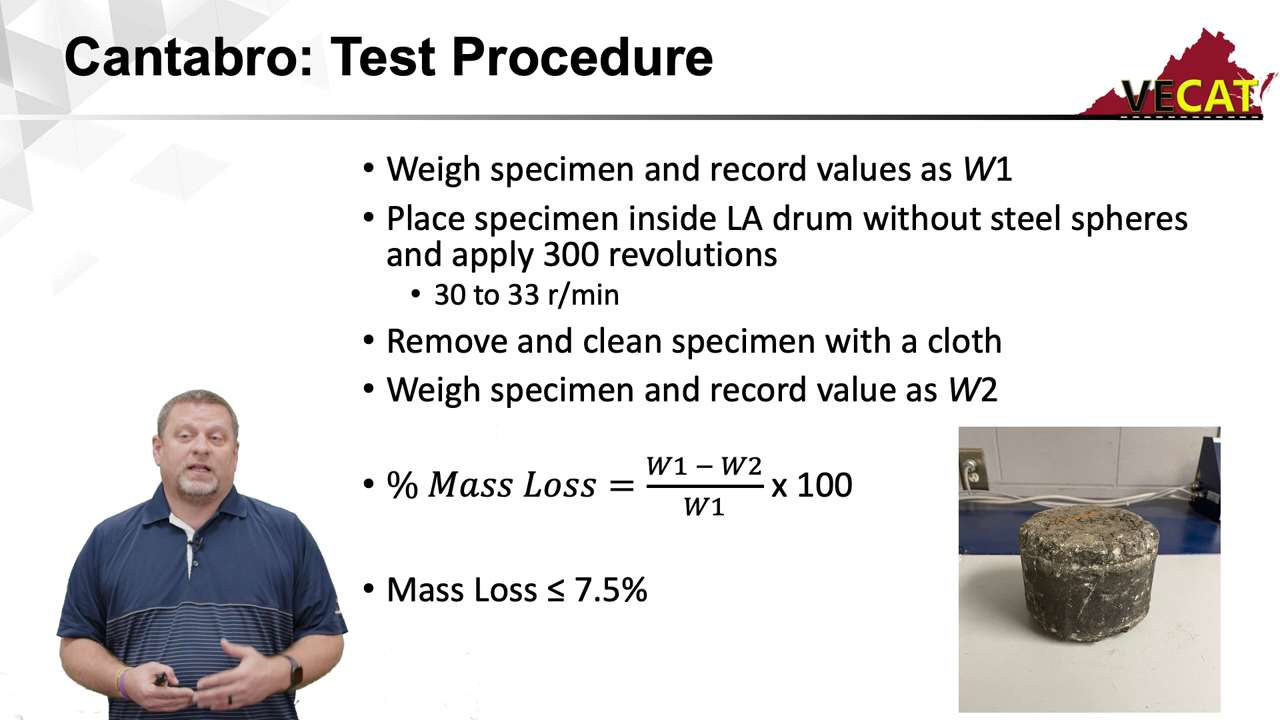 Cantabro: Test Procedure
VECAT
• Weigh specimen and record values as W1
• Place specimen inside LA drum without steel spheres
and apply 300 revolutions
• 30 to 33 r/min
• Remove and clean specimen with a cloth
• Weigh specimen and record value as W2
• % Mass Loss = (W1 − W2)/W1 x 100
• Mass Loss ≤ 7.5%